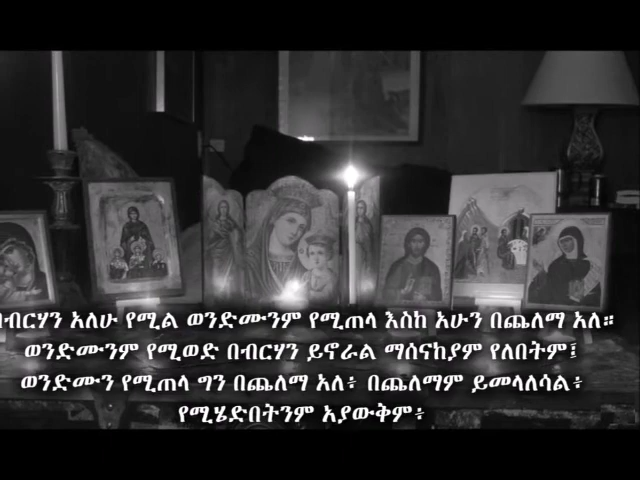 በብርሃን አለሁ የሚል ወንድሙንም የሚጠላ እስከ አሁን በጨለማ አለ።
ወንድሙንም የሚወድ በብርሃን ይኖራል ማሰናከያም የለበትም፤
ወንድሙን የሚጠላ ግን በጨለማ አለ፥ በጨለማም ይመላለሳል፥
የሚሄድበትንም አያውቅም፥